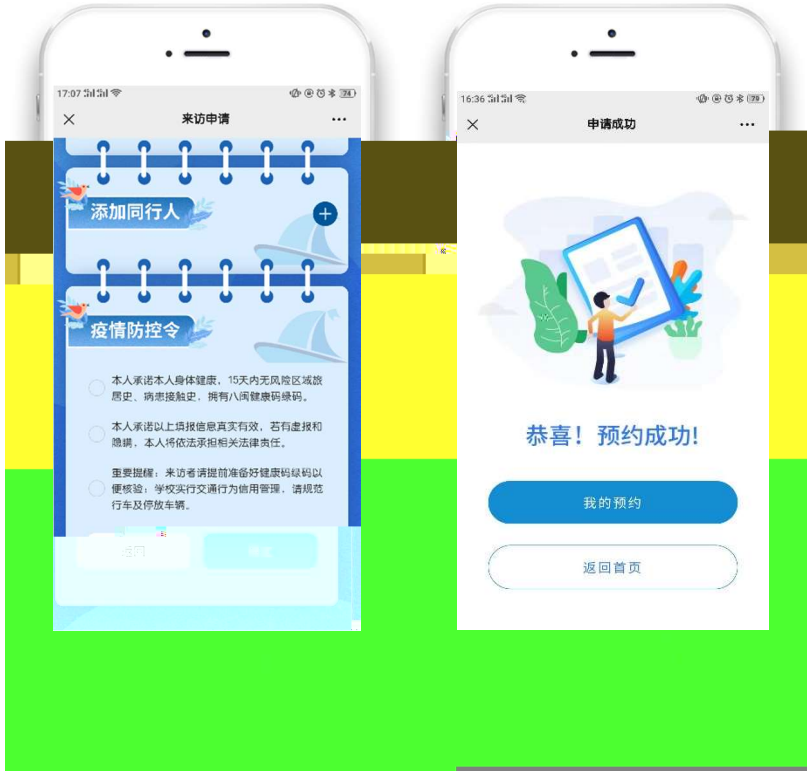 17:07
74
来访申请
添加同行人
疫情防控令
本人承诺本人身体健康，15天内无风险区域旅
居史、病患接触史，拥有八闽健康码绿码。
本人承诺以上填报信息真实有效，若有虚报和
隐瞒，本人将依法承担相关法律责任。
重要提醒：来访者请提前准备好健康码绿码以
便核验；学校实行交通行为信用管理，请规范
行车及停放车辆。
16:36
79
申请成功
恭喜！预约成功!
我的预约
返回首页